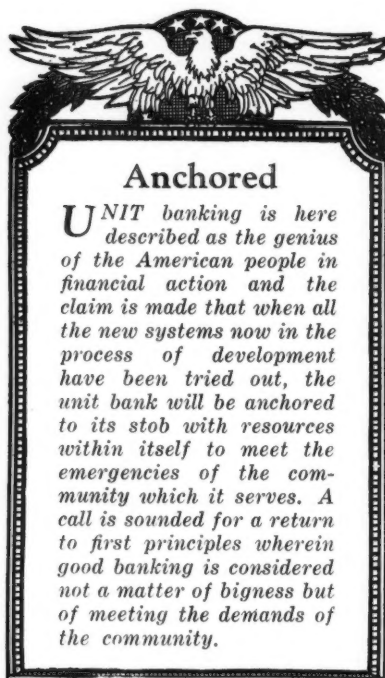 Anchored
UNIT banking is here
described as the genius
of the American people in
financial action and the
claim is made that when all
the new systems now in the
process of development
have been tried out, the
unit bank will be anchored
to its stob with resources
within itself to meet the
emergencies of the com-
munity which it serves. A
call is sounded for a return
to first principles wherein
good banking is considered
not a matter of bigness but
of meeting the demands of
the community.